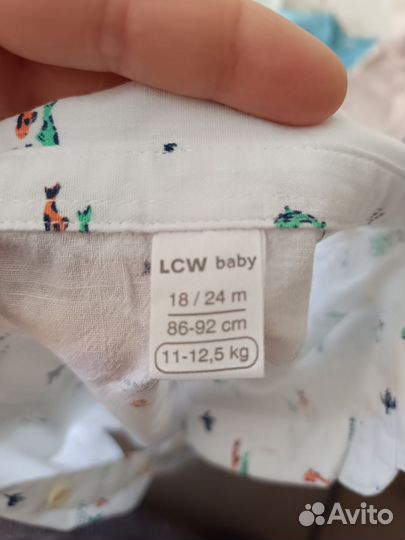 LCW baby
18 / 24 m
86-92 cm
11-12,5 kg
Avito